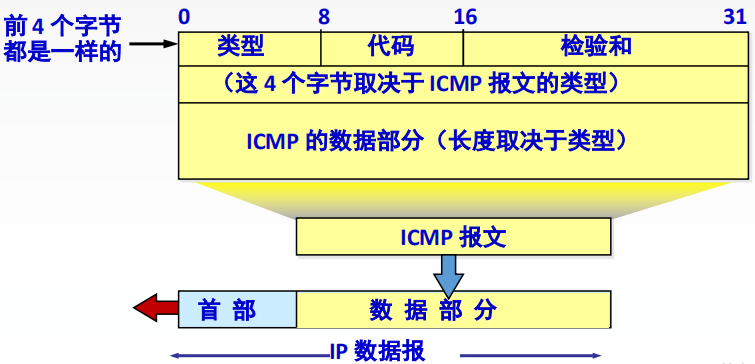 0 8 16 31
前 4 个字节
都是一样的
类型 代码 检验和
(这 4 个字节取决于 ICMP 报文的类型)
ICMP 的数据部分(长度取决于类型)
ICMP 报文
首 部 数 据 部 分
IP 数据报